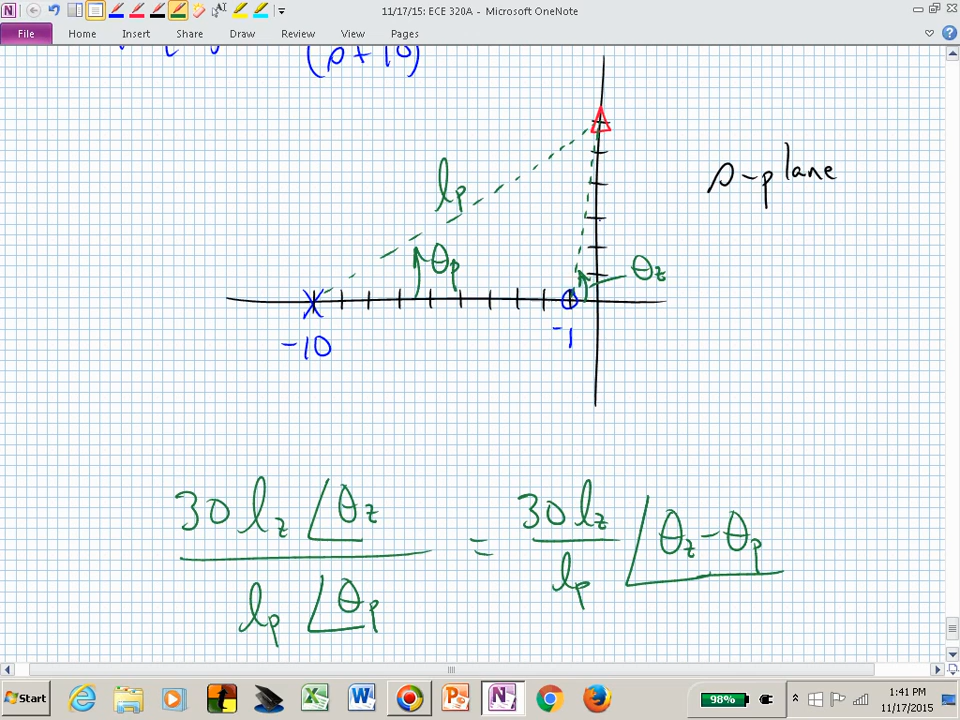 11/17/15: ECE 320A - Microsoft OneNote
File Home Insert Share Draw Review View Pages
(s + 10)
s-plane
lp
θp
θz
-10
-1
30 lz ∠θz / lp ∠θp = 30 lz / lp ∠θz - θp
Start
98%
1:41 PM
11/17/2015